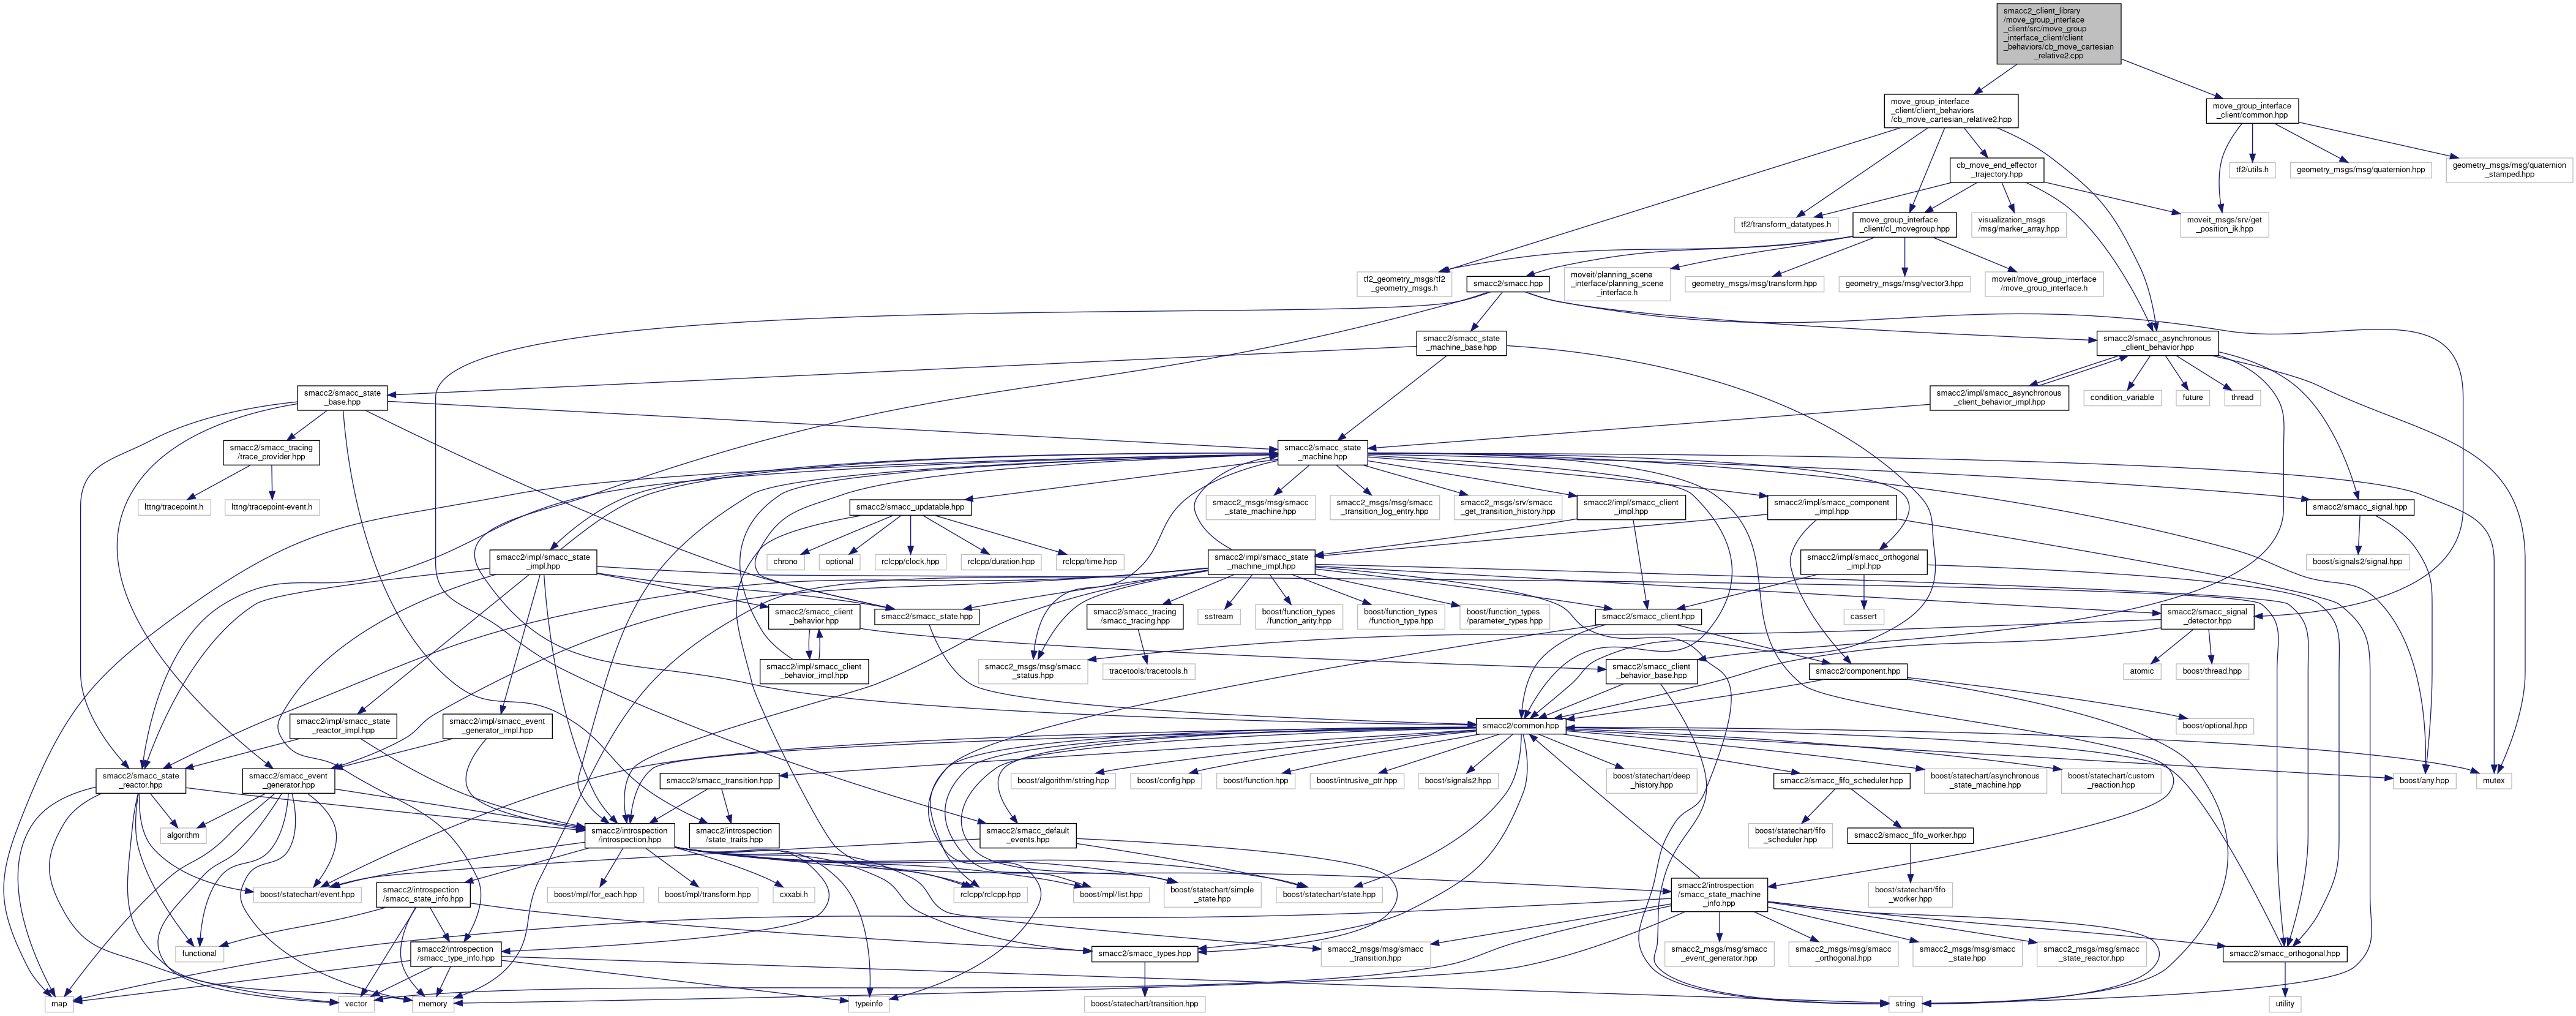 smacc2_client_library
/move_group_interface
_client/src/move_group
_interface_client/client
_behaviors/cb_move_cartesian
_relative2.cpp
move_group_interface
_client/client_behaviors
/cb_move_cartesian_relative2.hpp
move_group_interface
_client/common.hpp
cb_move_end_effector
_trajectory.hpp
tf2/utils.h
geometry_msgs/msg/quaternion.hpp
geometry_msgs/msg/quaternion
_stamped.hpp
tf2/transform_datatypes.h
move_group_interface
_client/cl_movegroup.hpp
visualization_msgs
/msg/marker_array.hpp
moveit_msgs/srv/get
_position_ik.hpp
tf2_geometry_msgs/tf2
_geometry_msgs.h
smacc2/smacc.hpp
moveit/planning_scene
_interface/planning_scene
_interface.h
geometry_msgs/msg/transform.hpp
geometry_msgs/msg/vector3.hpp
moveit/move_group_interface
/move_group_interface.h
smacc2/smacc_state
_machine_base.hpp
smacc2/smacc_asynchronous
_client_behavior.hpp
smacc2/smacc_state
_base.hpp
smacc2/impl/smacc_asynchronous
_client_behavior_impl.hpp
condition_variable
future
thread
smacc2/smacc_tracing
/trace_provider.hpp
smacc2/smacc_state
_machine.hpp
lttng/tracepoint.h
lttng/tracepoint-event.h
smacc2/smacc_updatable.hpp
smacc2_msgs/msg/smacc
_state_machine.hpp
smacc2_msgs/msg/smacc
_transition_log_entry.hpp
smacc2_msgs/srv/smacc
_get_transition_history.hpp
smacc2/impl/smacc_client
_impl.hpp
smacc2/impl/smacc_component
_impl.hpp
smacc2/smacc_signal.hpp
smacc2/impl/smacc_state
_impl.hpp
chrono
optional
rclcpp/clock.hpp
rclcpp/duration.hpp
rclcpp/time.hpp
smacc2/impl/smacc_state
_machine_impl.hpp
smacc2/impl/smacc_orthogonal
_impl.hpp
boost/signals2/signal.hpp
smacc2/smacc_client
_behavior.hpp
smacc2/smacc_state.hpp
smacc2/smacc_tracing
/smacc_tracing.hpp
sstream
boost/function_types
/function_arity.hpp
boost/function_types
/function_type.hpp
boost/function_types
/parameter_types.hpp
smacc2/smacc_client.hpp
cassert
smacc2/smacc_signal
_detector.hpp
smacc2/impl/smacc_client
_behavior_impl.hpp
smacc2_msgs/msg/smacc
_status.hpp
tracetools/tracetools.h
smacc2/smacc_client
_behavior_base.hpp
smacc2/component.hpp
atomic
boost/thread.hpp
smacc2/impl/smacc_state
_reactor_impl.hpp
smacc2/impl/smacc_event
_generator_impl.hpp
smacc2/common.hpp
boost/optional.hpp
smacc2/smacc_state
_reactor.hpp
smacc2/smacc_event
_generator.hpp
smacc2/smacc_transition.hpp
boost/algorithm/string.hpp
boost/config.hpp
boost/function.hpp
boost/intrusive_ptr.hpp
boost/signals2.hpp
boost/statechart/deep
_history.hpp
smacc2/smacc_fifo_scheduler.hpp
boost/statechart/asynchronous
_state_machine.hpp
boost/statechart/custom
_reaction.hpp
boost/any.hpp
mutex
algorithm
smacc2/introspection
/introspection.hpp
smacc2/introspection
/state_traits.hpp
smacc2/smacc_default
_events.hpp
boost/statechart/fifo
_scheduler.hpp
smacc2/smacc_fifo_worker.hpp
boost/statechart/event.hpp
smacc2/introspection
/smacc_state_info.hpp
boost/mpl/for_each.hpp
boost/mpl/transform.hpp
cxxabi.h
rclcpp/rclcpp.hpp
boost/mpl/list.hpp
boost/statechart/simple
_state.hpp
boost/statechart/state.hpp
smacc2/introspection
/smacc_state_machine
_info.hpp
boost/statechart/fifo
_worker.hpp
functional
smacc2/introspection
/smacc_type_info.hpp
smacc2/smacc_types.hpp
smacc2_msgs/msg/smacc
_transition.hpp
smacc2_msgs/msg/smacc
_event_generator.hpp
smacc2_msgs/msg/smacc
_orthogonal.hpp
smacc2_msgs/msg/smacc
_state.hpp
smacc2_msgs/msg/smacc
_state_reactor.hpp
smacc2/smacc_orthogonal.hpp
map
vector
memory
typeinfo
boost/statechart/transition.hpp
string
utility